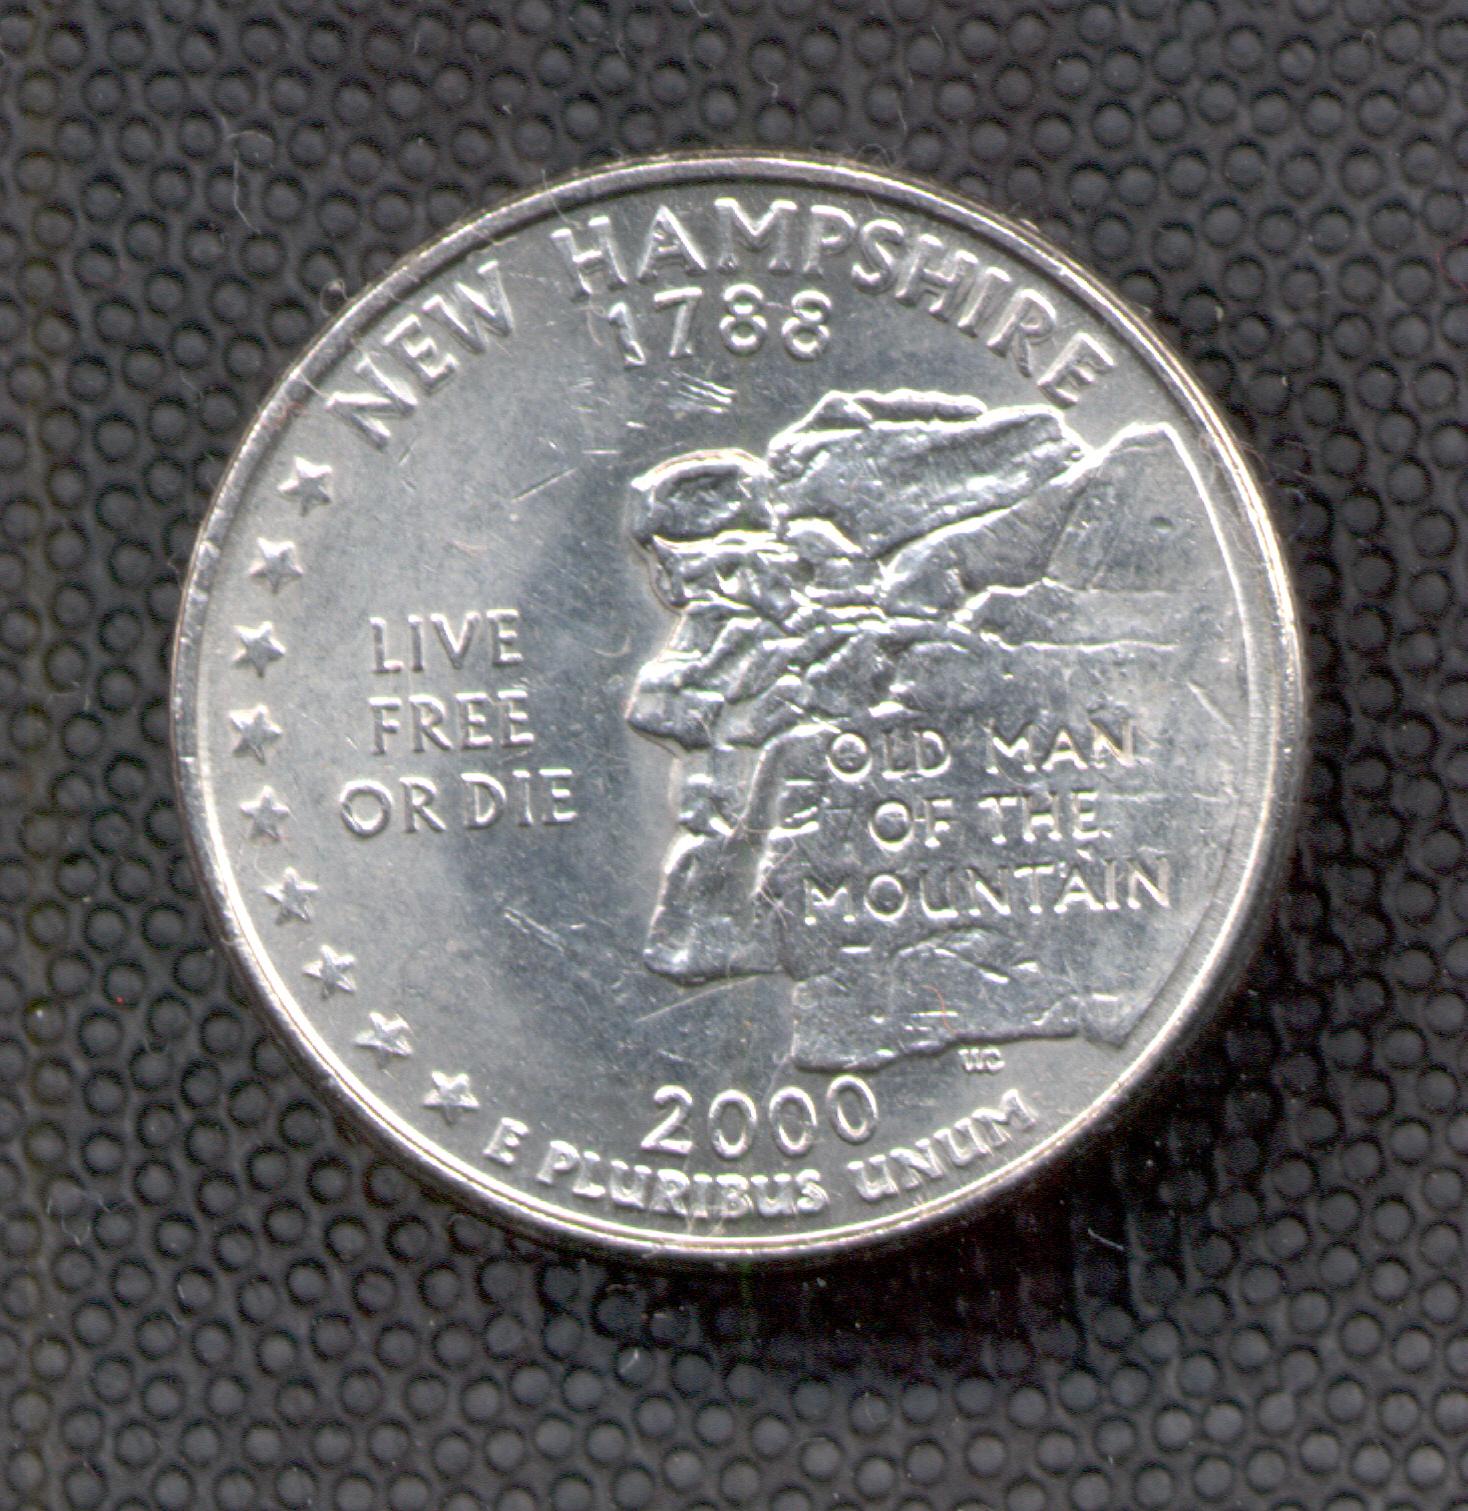 NEW HAMPSHIRE
1788
LIVE
FREE
OR DIE
OLD MAN
OF THE
MOUNTAIN
WC
2000
E PLURIBUS UNUM